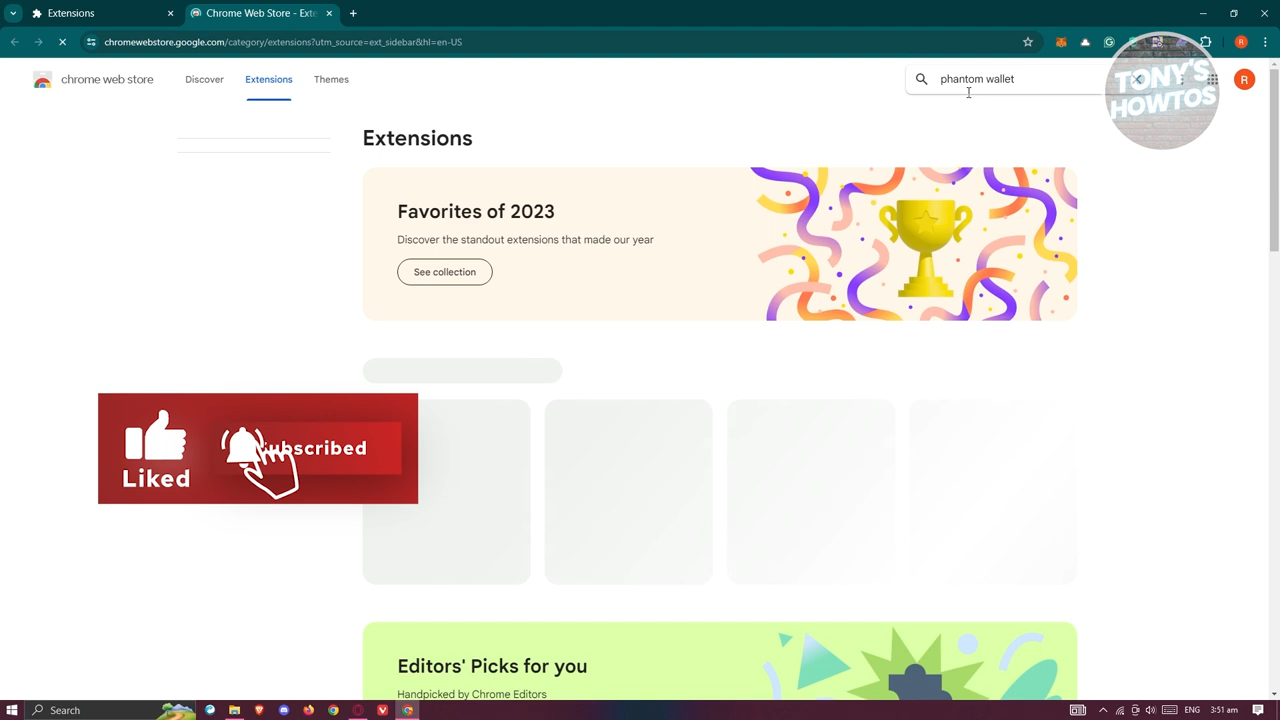 Extensions
Chrome Web Store - Exte
chromewebstore.google.com/category/extensions?utm_source=ext_sidebar&hl=en-US
R
chrome web store
Discover
Extensions
Themes
phantom wallet
R
TONY'S
HOWTOS
Extensions
Favorites of 2023
Discover the standout extensions that made our year
See collection
Liked
ubscribed
Editors' Picks for you
Handpicked by Chrome Editors
Search
ENG
3:51 am